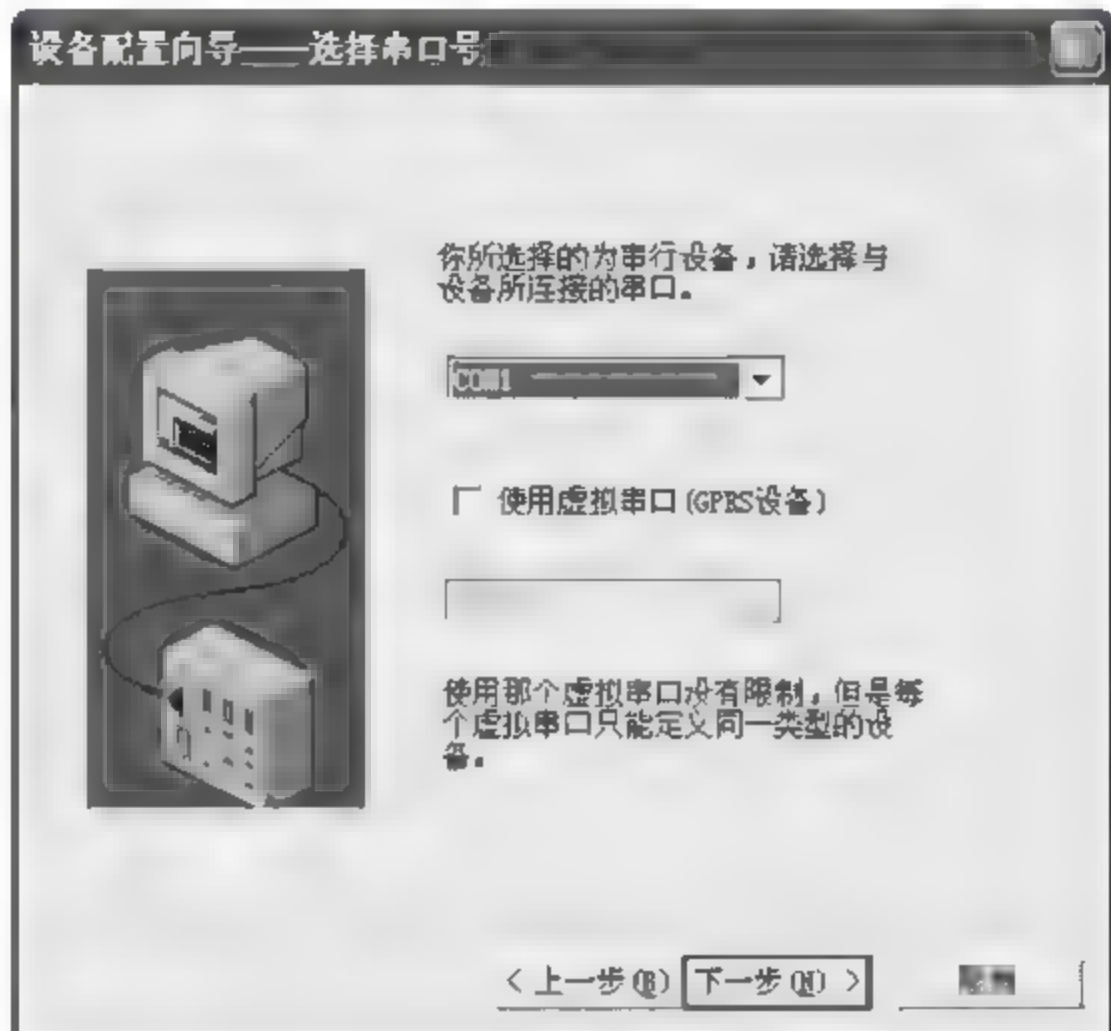 设备配置向导——选择串口号
你所选择的为串行设备，请选择与
设备所连接的串口。
COM1
使用虚拟串口(GPRS设备)
使用那个虚拟串口没有限制，但是每
个虚拟串口只能定义同一类型的设
备。
<上一步(B) 下一步(N)>